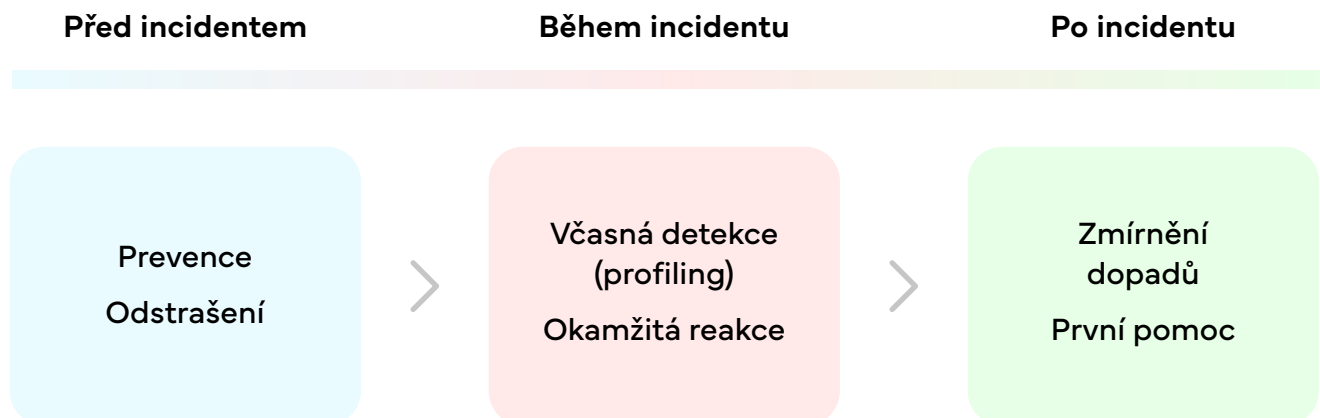 Před incidentem
Během incidentu
Po incidentu
Prevence
Odstrašení
Včasná detekce
(profiling)
Okamžitá reakce
Zmírnění
dopadů
První pomoc